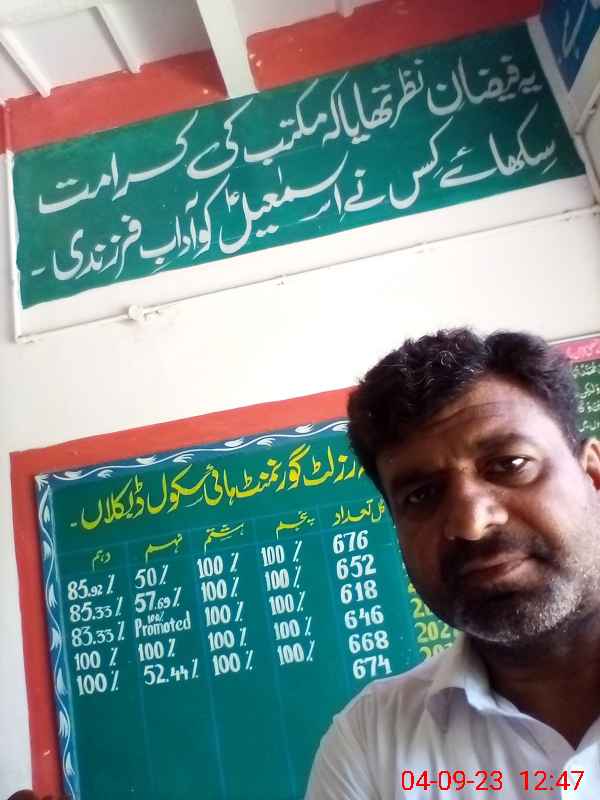 یہ فیضان نظر تھا یا کہ مکتب کی کرامت
سکھائے کس نے اسمٰعیلؑ کو آداب فرزندی ۔
رزلٹ گورنمنٹ ہائی سکول ڈلیکلاں ۔
کل تعداد پنجم ہشتم نہم دہم
676 100 % 100 % 50 % 85.92 %
652 100 % 100 % 57.69 % 85.33 %
618 100 % 100 % 100% Promoted 83.33 %
646 100 % 100 % 100 % 100 %
668 100 % 100 % 52.44 % 100 %
674
04-09-23 12:47